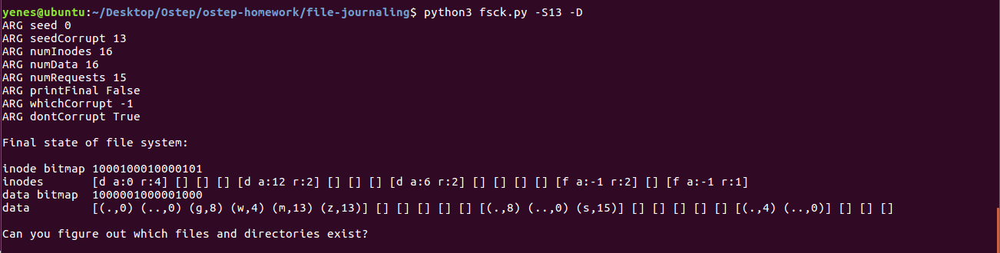 yenes@ubuntu:~/Desktop/Ostep/ostep-homework/file-journaling$ python3 fsck.py -S13 -D
ARG seed 0
ARG seedCorrupt 13
ARG numInodes 16
ARG numData 16
ARG numRequests 15
ARG printFinal False
ARG whichCorrupt -1
ARG dontCorrupt True
Final state of file system:
inode bitmap 1000100010000101
inodes       [d a:0 r:4] [] [] [] [d a:12 r:2] [] [] [] [d a:6 r:2] [] [] [] [] [f a:-1 r:2] [] [f a:-1 r:1]
data bitmap  1000001000001000
data         [(.,0) (..,0) (g,8) (w,4) (m,13) (z,13)] [] [] [] [] [] [(.,8) (..,0) (s,15)] [] [] [] [] [] [(.,4) (..,0)] [] [] []
Can you figure out which files and directories exist?